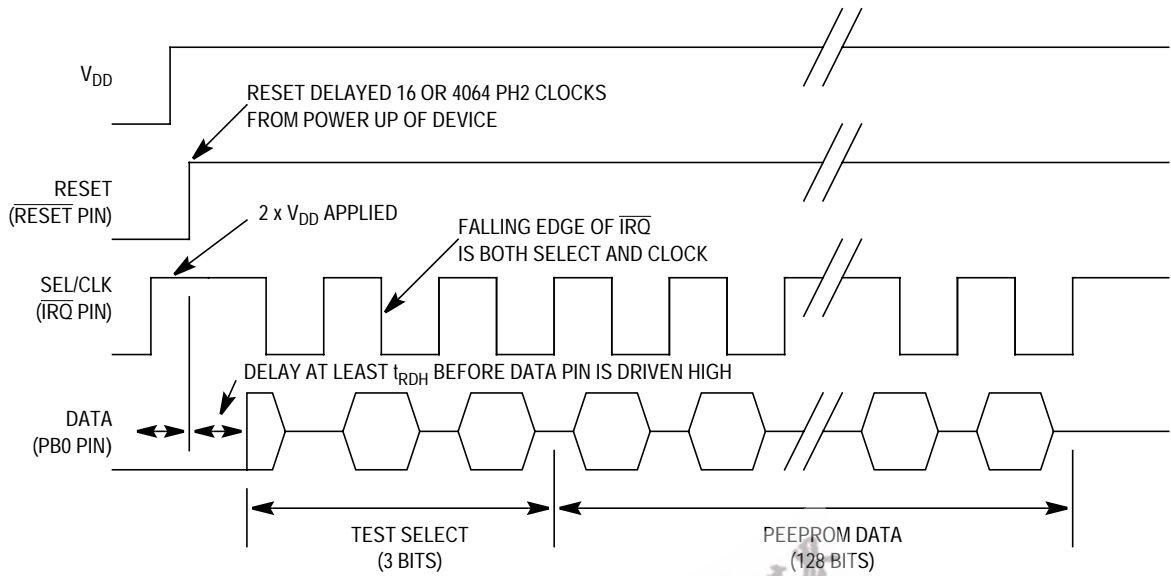 V_DD
RESET DELAYED 16 OR 4064 PH2 CLOCKS
FROM POWER UP OF DEVICE
RESET
(RESET PIN)
2 x V_DD APPLIED
FALLING EDGE OF IRQ
IS BOTH SELECT AND CLOCK
SEL/CLK
(IRQ PIN)
DELAY AT LEAST t_RDH BEFORE DATA PIN IS DRIVEN HIGH
DATA
(PB0 PIN)
TEST SELECT
(3 BITS)
PEEPROM DATA
(128 BITS)